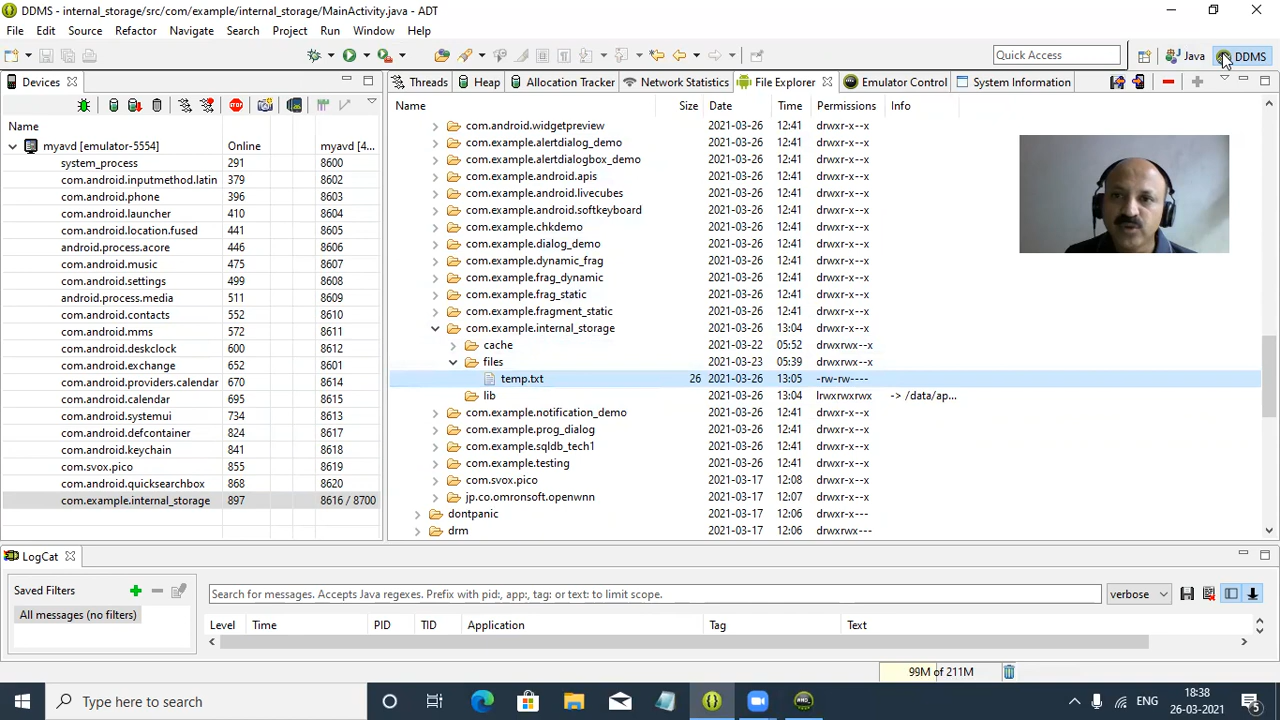 DDMS - internal_storage/src/com/example/internal_storage/MainActivity.java - ADT
File Edit Source Refactor Navigate Search Project Run Window Help
Quick Access Java DDMS
Devices
Threads Heap Allocation Tracker Network Statistics File Explorer Emulator Control System Information
Name
myavd [emulator-5554] Online myavd [4...
system_process 291 8600
com.android.inputmethod.latin 379 8602
com.android.phone 396 8603
com.android.launcher 410 8604
com.android.location.fused 441 8605
android.process.acore 446 8606
com.android.music 475 8607
com.android.settings 499 8608
android.process.media 511 8609
com.android.contacts 552 8610
com.android.mms 572 8611
com.android.deskclock 600 8612
com.android.exchange 652 8601
com.android.providers.calendar 670 8614
com.android.calendar 695 8615
com.android.systemui 734 8613
com.android.defcontainer 824 8617
com.android.keychain 841 8618
com.svox.pico 855 8619
com.android.quicksearchbox 868 8620
com.example.internal_storage 897 8616 / 8700
Name Size Date Time Permissions Info
com.android.widgetpreview 2021-03-26 12:41 drwxr-x--x
com.example.alertdialog_demo 2021-03-26 12:41 drwxr-x--x
com.example.alertdialogbox_demo 2021-03-26 12:41 drwxr-x--x
com.example.android.apis 2021-03-26 12:41 drwxr-x--x
com.example.android.livecubes 2021-03-26 12:41 drwxr-x--x
com.example.android.softkeyboard 2021-03-26 12:41 drwxr-x--x
com.example.chkdemo 2021-03-26 12:41 drwxr-x--x
com.example.dialog_demo 2021-03-26 12:41 drwxr-x--x
com.example.dynamic_frag 2021-03-26 12:41 drwxr-x--x
com.example.frag_dynamic 2021-03-26 12:41 drwxr-x--x
com.example.frag_static 2021-03-26 12:41 drwxr-x--x
com.example.fragment_static 2021-03-26 12:41 drwxr-x--x
com.example.internal_storage 2021-03-26 13:04 drwxr-x--x
cache 2021-03-22 05:52 drwxrwx--x
files 2021-03-23 05:39 drwxrwx--x
temp.txt 26 2021-03-26 13:05 -rw-rw----
lib 2021-03-26 13:04 lrwxrwxrwx -> /data/ap...
com.example.notification_demo 2021-03-26 12:41 drwxr-x--x
com.example.prog_dialog 2021-03-26 12:41 drwxr-x--x
com.example.sqldb_tech1 2021-03-26 12:41 drwxr-x--x
com.example.testing 2021-03-26 12:41 drwxr-x--x
com.svox.pico 2021-03-17 12:08 drwxr-x--x
jp.co.omronsoft.openwnn 2021-03-17 12:07 drwxr-x--x
dontpanic 2021-03-17 12:06 drwxr-x---
drm 2021-03-17 12:06 drwxrwx---
LogCat
Saved Filters
All messages (no filters)
Search for messages. Accepts Java regexes. Prefix with pid:, app:, tag: or text: to limit scope. verbose
Level Time PID TID Application Tag Text
99M of 211M
Type here to search
ENG
18:38
26-03-2021
5